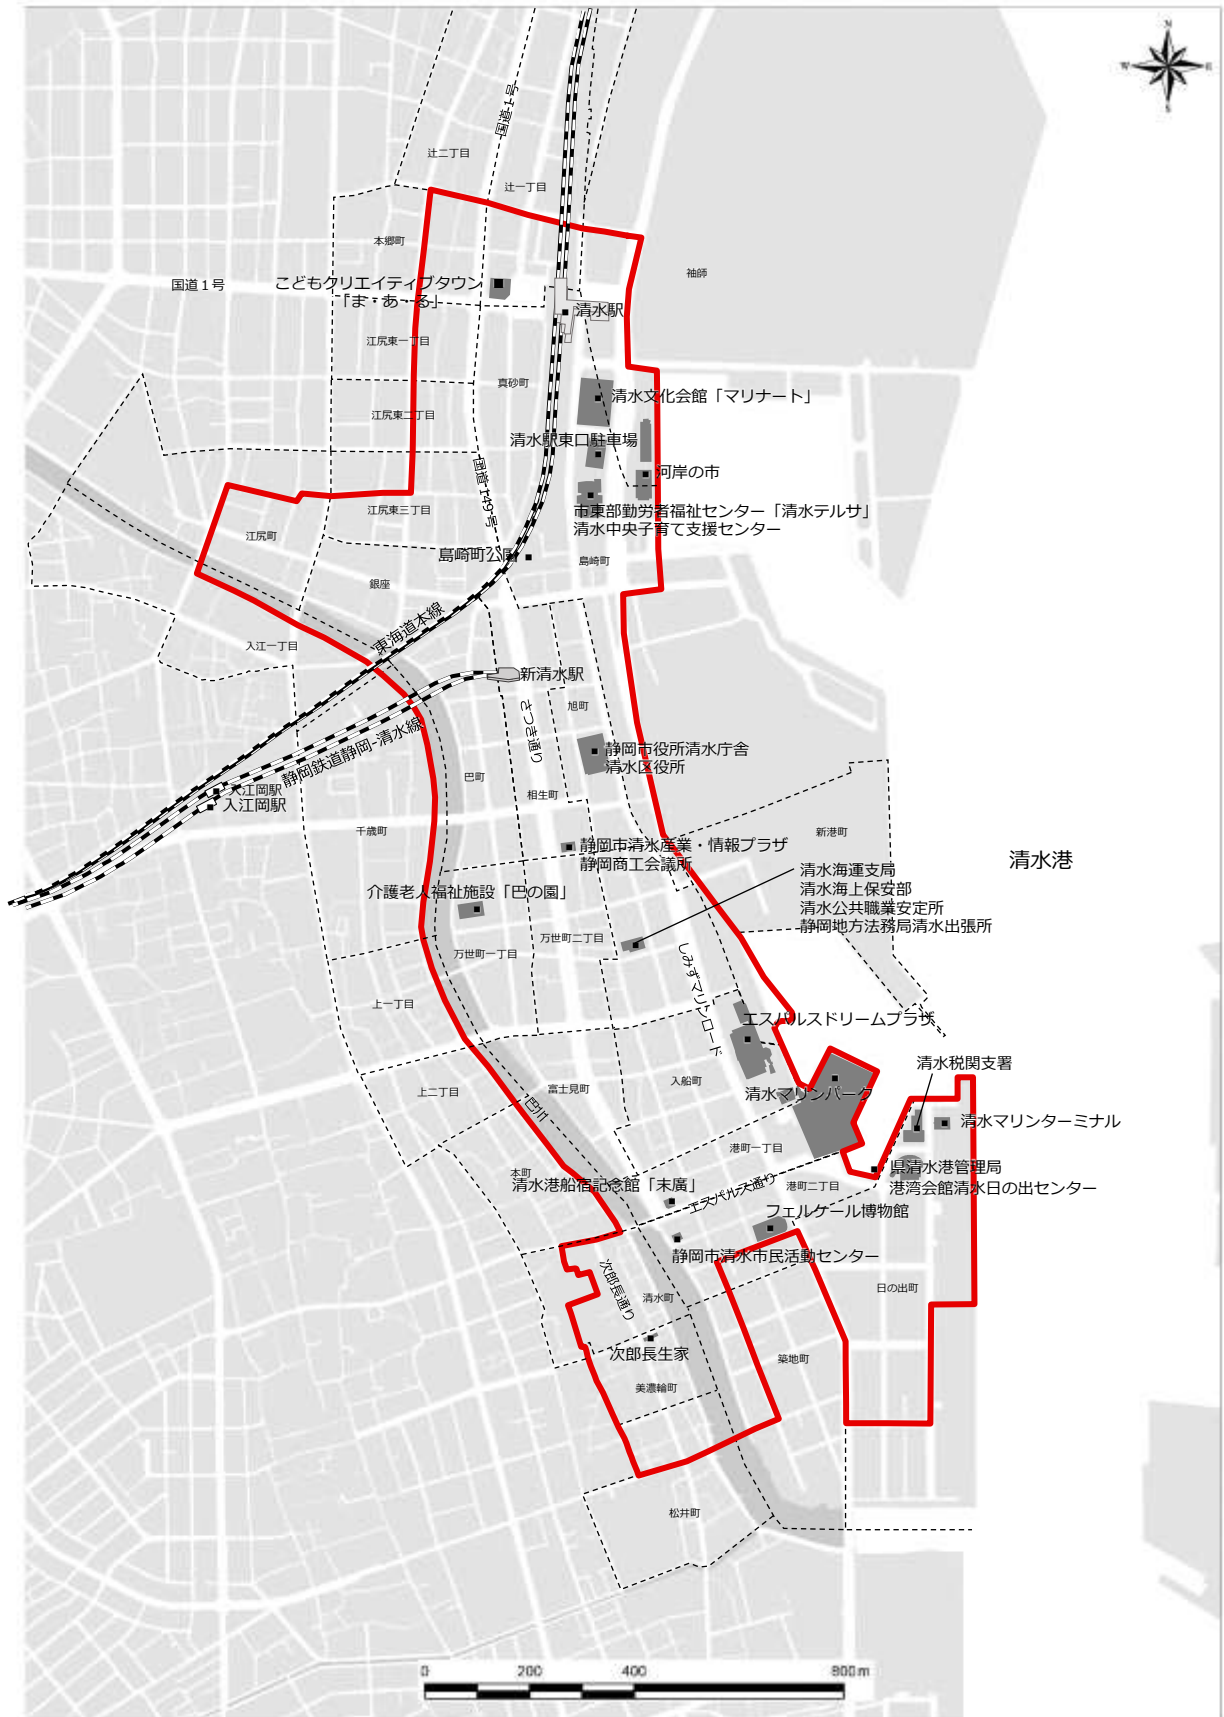 N
W
E
S
国道1号
辻二丁目
辻一丁目
本郷町
袖師
国道１号
こどもクリエイティブタウン
「ま・あ・る」
清水駅
江尻東一丁目
真砂町
清水文化会館「マリナート」
江尻東二丁目
清水駅東口駐車場
河岸の市
国道149号
江尻東三丁目
市東部勤労者福祉センター「清水テルサ」
清水中央子育て支援センター
江尻町
島崎町公園
島崎町
銀座
東海道本線
入江一丁目
新清水駅
さつき通り
旭町
静岡鉄道静岡-清水線
静岡市役所清水庁舎
清水区役所
巴町
入江岡駅
入江岡駅
相生町
千歳町
新港町
静岡市清水産業・情報プラザ
静岡商工会議所
清水港
清水海運支局
清水海上保安部
清水公共職業安定所
静岡地方法務局清水出張所
介護老人福祉施設「巴の園」
万世町二丁目
万世町一丁目
しみずマリンロード
上一丁目
エスパルスドリームプラザ
清水税関支署
入船町
富士見町
上二丁目
清水マリンパーク
巴川
清水マリンターミナル
港町一丁目
県清水港管理局
港湾会館清水日の出センター
本町
清水港船宿記念館「末廣」
港町二丁目
エスパルス通り
フェルケール博物館
静岡市清水市民活動センター
次郎長通り
日の出町
清水町
次郎長生家
築地町
美濃輪町
松井町
0
200
400
800m